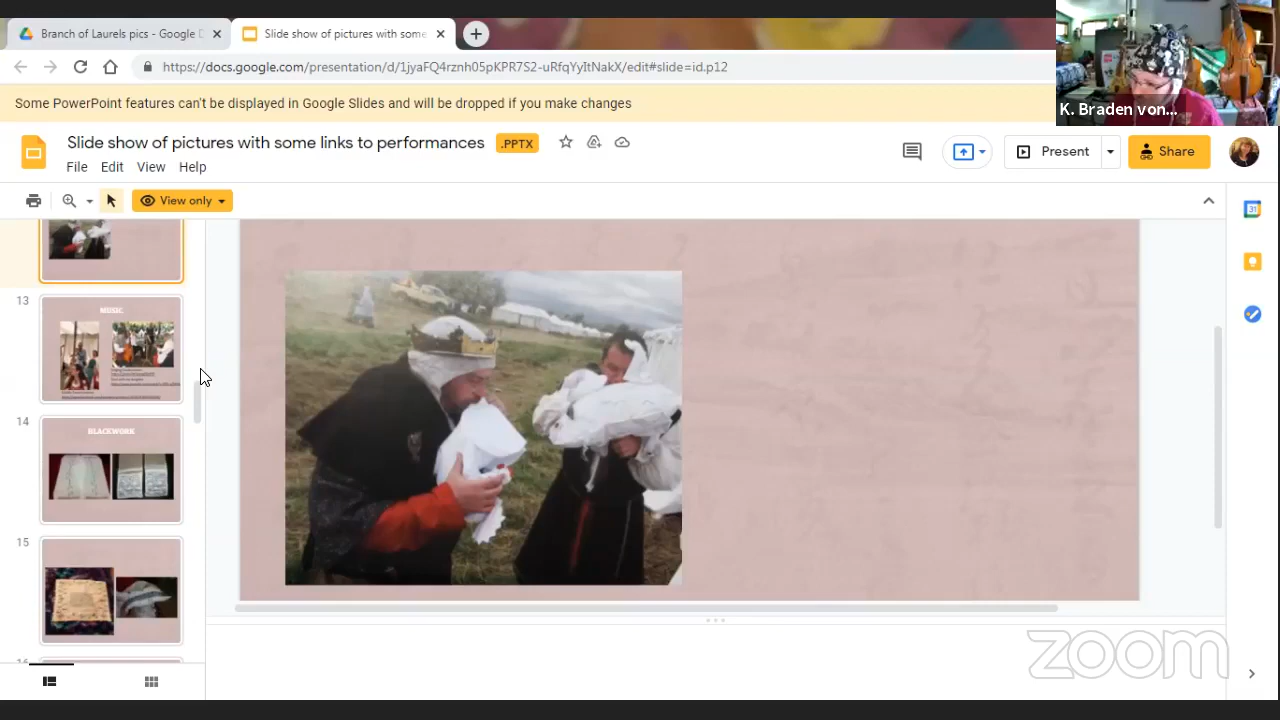 Branch of Laurels pics - Google D
Slide show of pictures with some
https://docs.google.com/presentation/d/1jyaFQ4rznh05pKPR7S2-uRfqYyItNakX/edit#slide=id.p12
Some PowerPoint features can't be displayed in Google Slides and will be dropped if you make changes
K. Braden von...
Slide show of pictures with some links to performances .PPTX
File Edit View Help
Present
Share
View only
31
13
MUSIC
14
BLACKWORK
15
zoom